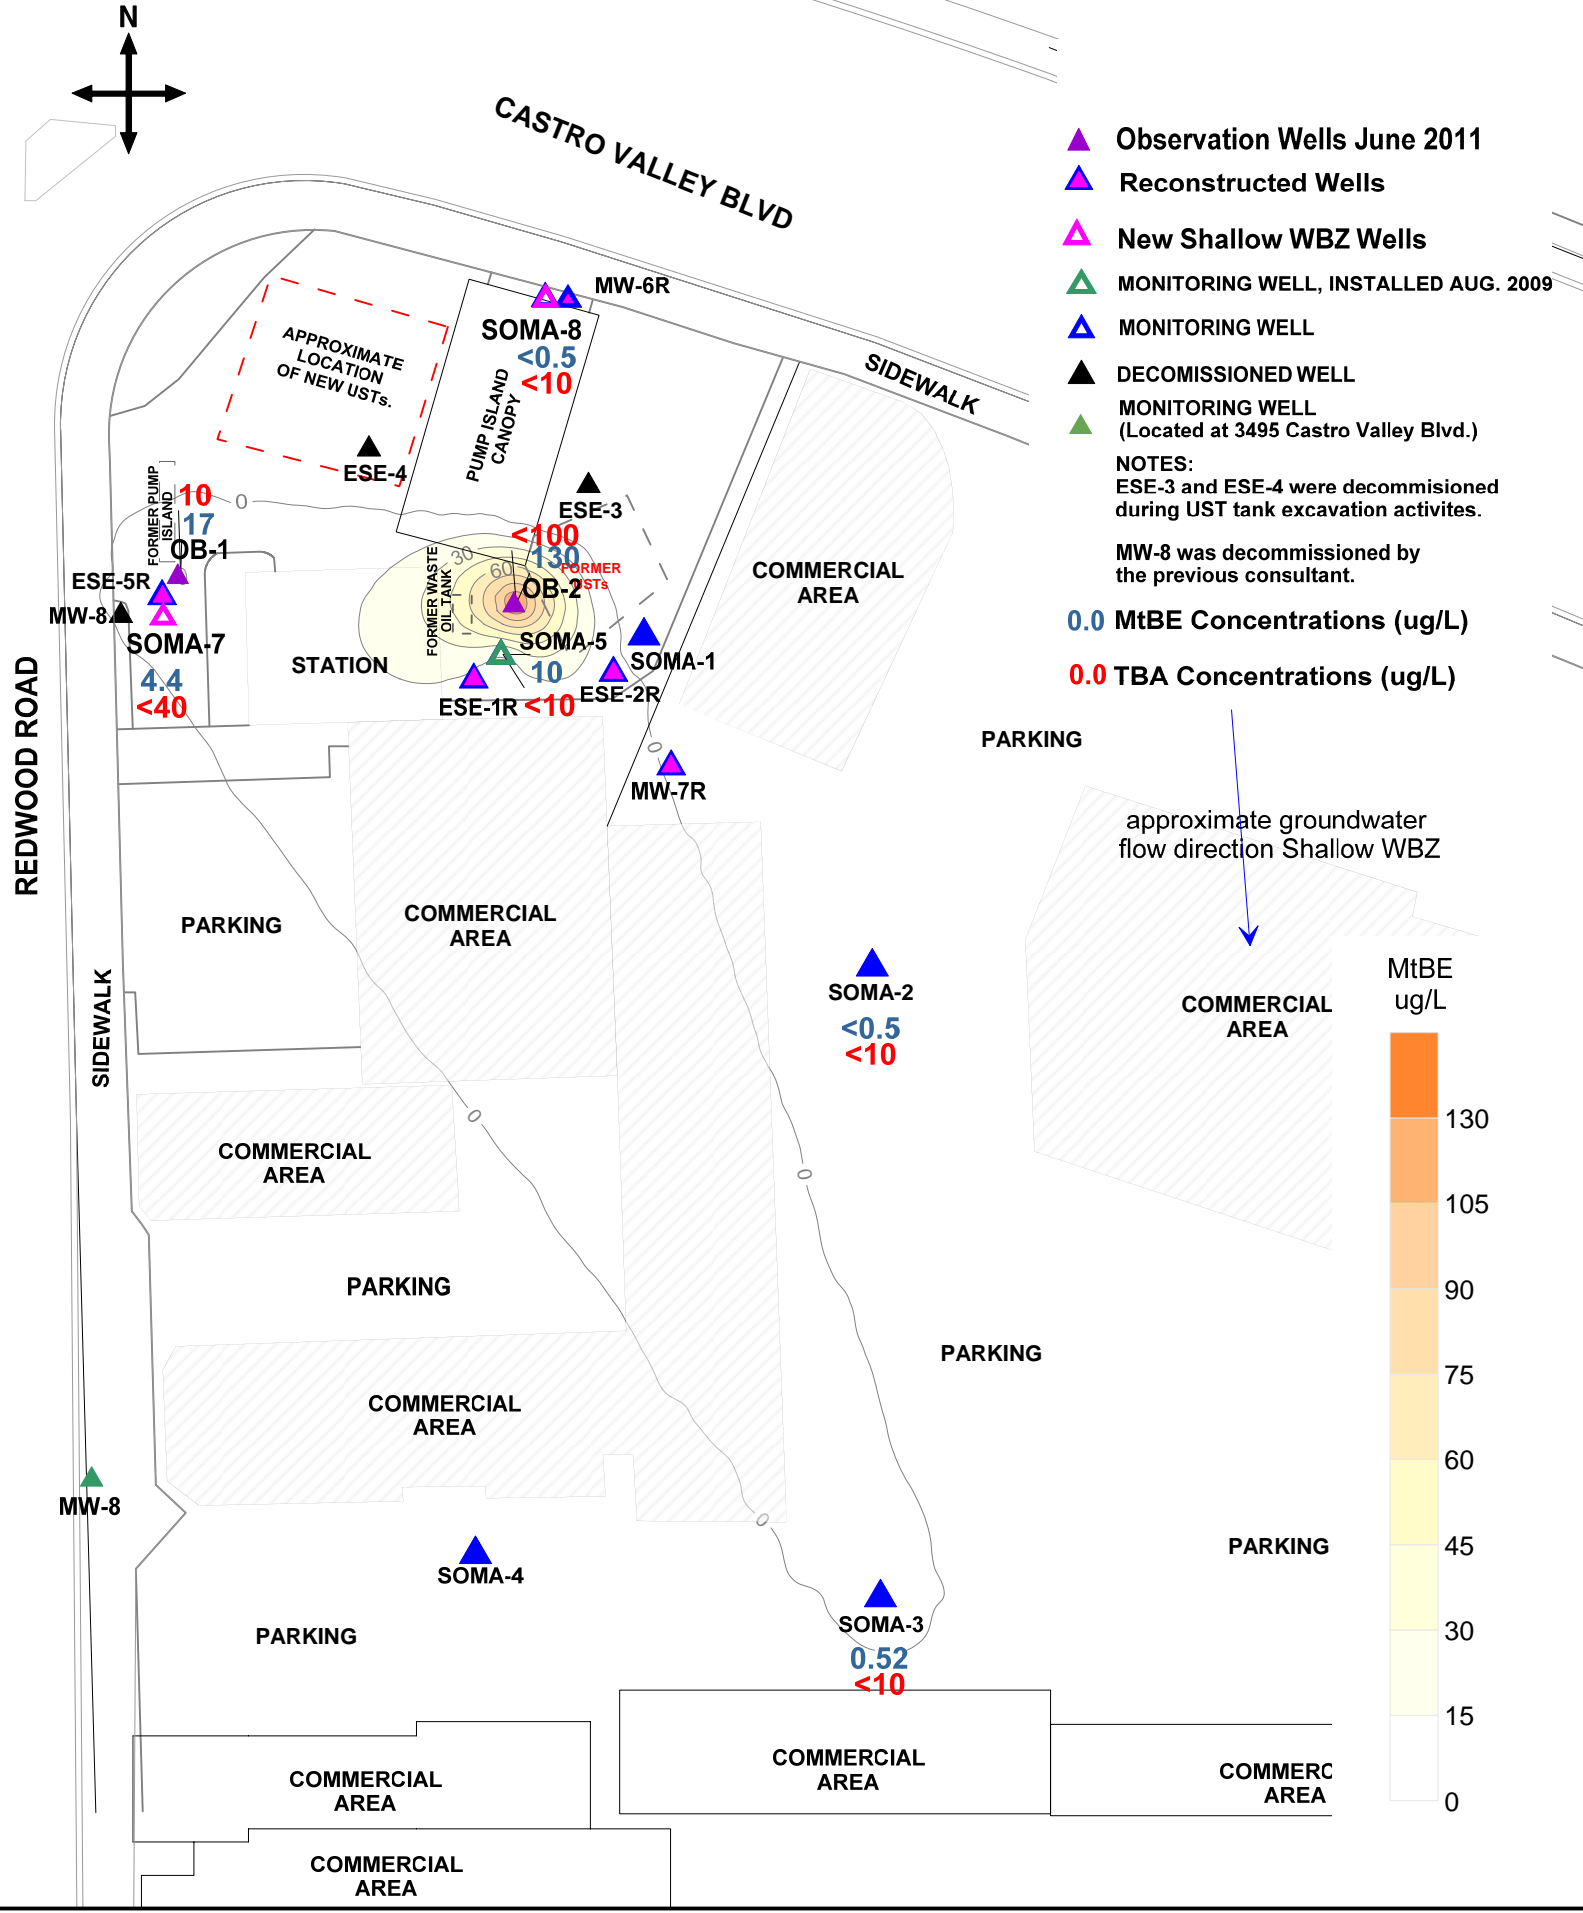 N
CASTRO VALLEY BLVD
Observation Wells June 2011
Reconstructed Wells
New Shallow WBZ Wells
MONITORING WELL, INSTALLED AUG. 2009
MONITORING WELL
DECOMISSIONED WELL
MONITORING WELL
(Located at 3495 Castro Valley Blvd.)
NOTES:
ESE-3 and ESE-4 were decommisioned
during UST tank excavation activites.
MW-8 was decommissioned by
the previous consultant.
0.0 MtBE Concentrations (ug/L)
0.0 TBA Concentrations (ug/L)
approximate groundwater
flow direction Shallow WBZ
MW-6R
SOMA-8
<0.5
<10
SIDEWALK
APPROXIMATE
LOCATION
OF NEW USTs.
PUMP ISLAND
CANOPY
ESE-4
ESE-3
FORMER PUMP
ISLAND
10
17
OB-1
0
ESE-5R
MW-8
SOMA-7
4.4
<40
<100
130
OB-2
30
60
FORMER
USTs
FORMER WASTE
OIL TANK
STATION
SOMA-5
10
<10
ESE-1R
ESE-2R
SOMA-1
COMMERCIAL
AREA
0
MW-7R
PARKING
REDWOOD ROAD
PARKING
COMMERCIAL
AREA
SOMA-2
<0.5
<10
COMMERCIAL
AREA
SIDEWALK
0
COMMERCIAL
AREA
0
PARKING
PARKING
COMMERCIAL
AREA
MW-8
0
SOMA-4
PARKING
PARKING
SOMA-3
0.52
<10
COMMERCIAL
AREA
COMMERCIAL
AREA
COMMERC
AREA
COMMERCIAL
AREA
MtBE
ug/L
130
105
90
75
60
45
30
15
0